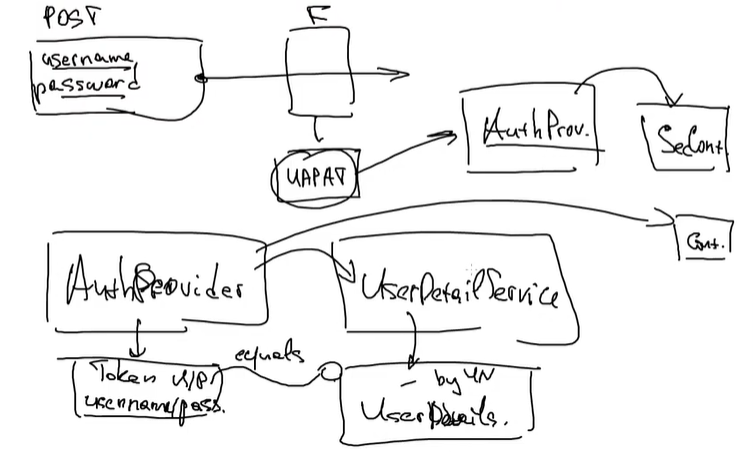 POST
F
username
password
AuthProv.
SecCont.
UAPAT
Cont.
AuthProvider
UserDetailService
equals
Token U/P
username/pass.
- by UN
UserDetails.